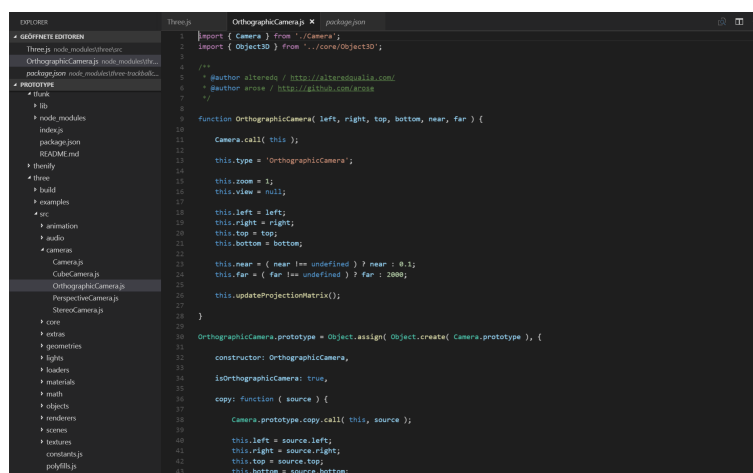 EXPLORER
GEÖFFNETE EDITOREN
Three.js node_modules\three\src
OrthographicCamera.js node_modules\thr...
package.json node_modules\three-trackballc...
PROTOTYPE
tfunk
lib
node_modules
index.js
package.json
README.md
thenify
three
build
examples
src
animation
audio
cameras
Camera.js
CubeCamera.js
OrthographicCamera.js
PerspectiveCamera.js
StereoCamera.js
core
extras
geometries
lights
loaders
materials
math
objects
renderers
scenes
textures
constants.js
polyfills.js
Three.js OrthographicCamera.js × package.json
1 import { Camera } from './Camera';
2 import { Object3D } from '../core/Object3D';
3
4 /**
5 * @author alteredq / http://alteredqualia.com/
6 * @author arose / http://github.com/arose
7 */
8
9 function OrthographicCamera( left, right, top, bottom, near, far ) {
10
11 Camera.call( this );
12
13 this.type = 'OrthographicCamera';
14
15 this.zoom = 1;
16 this.view = null;
17
18 this.left = left;
19 this.right = right;
20 this.top = top;
21 this.bottom = bottom;
22
23 this.near = ( near !== undefined ) ? near : 0.1;
24 this.far = ( far !== undefined ) ? far : 2000;
25
26 this.updateProjectionMatrix();
27
28 }
29
30 OrthographicCamera.prototype = Object.assign( Object.create( Camera.prototype ), {
31
32 constructor: OrthographicCamera,
33
34 isOrthographicCamera: true,
35
36 copy: function ( source ) {
37
38 Camera.prototype.copy.call( this, source );
39
40 this.left = source.left;
41 this.right = source.right;
42 this.top = source.top;
43 this.bottom = source.bottom;